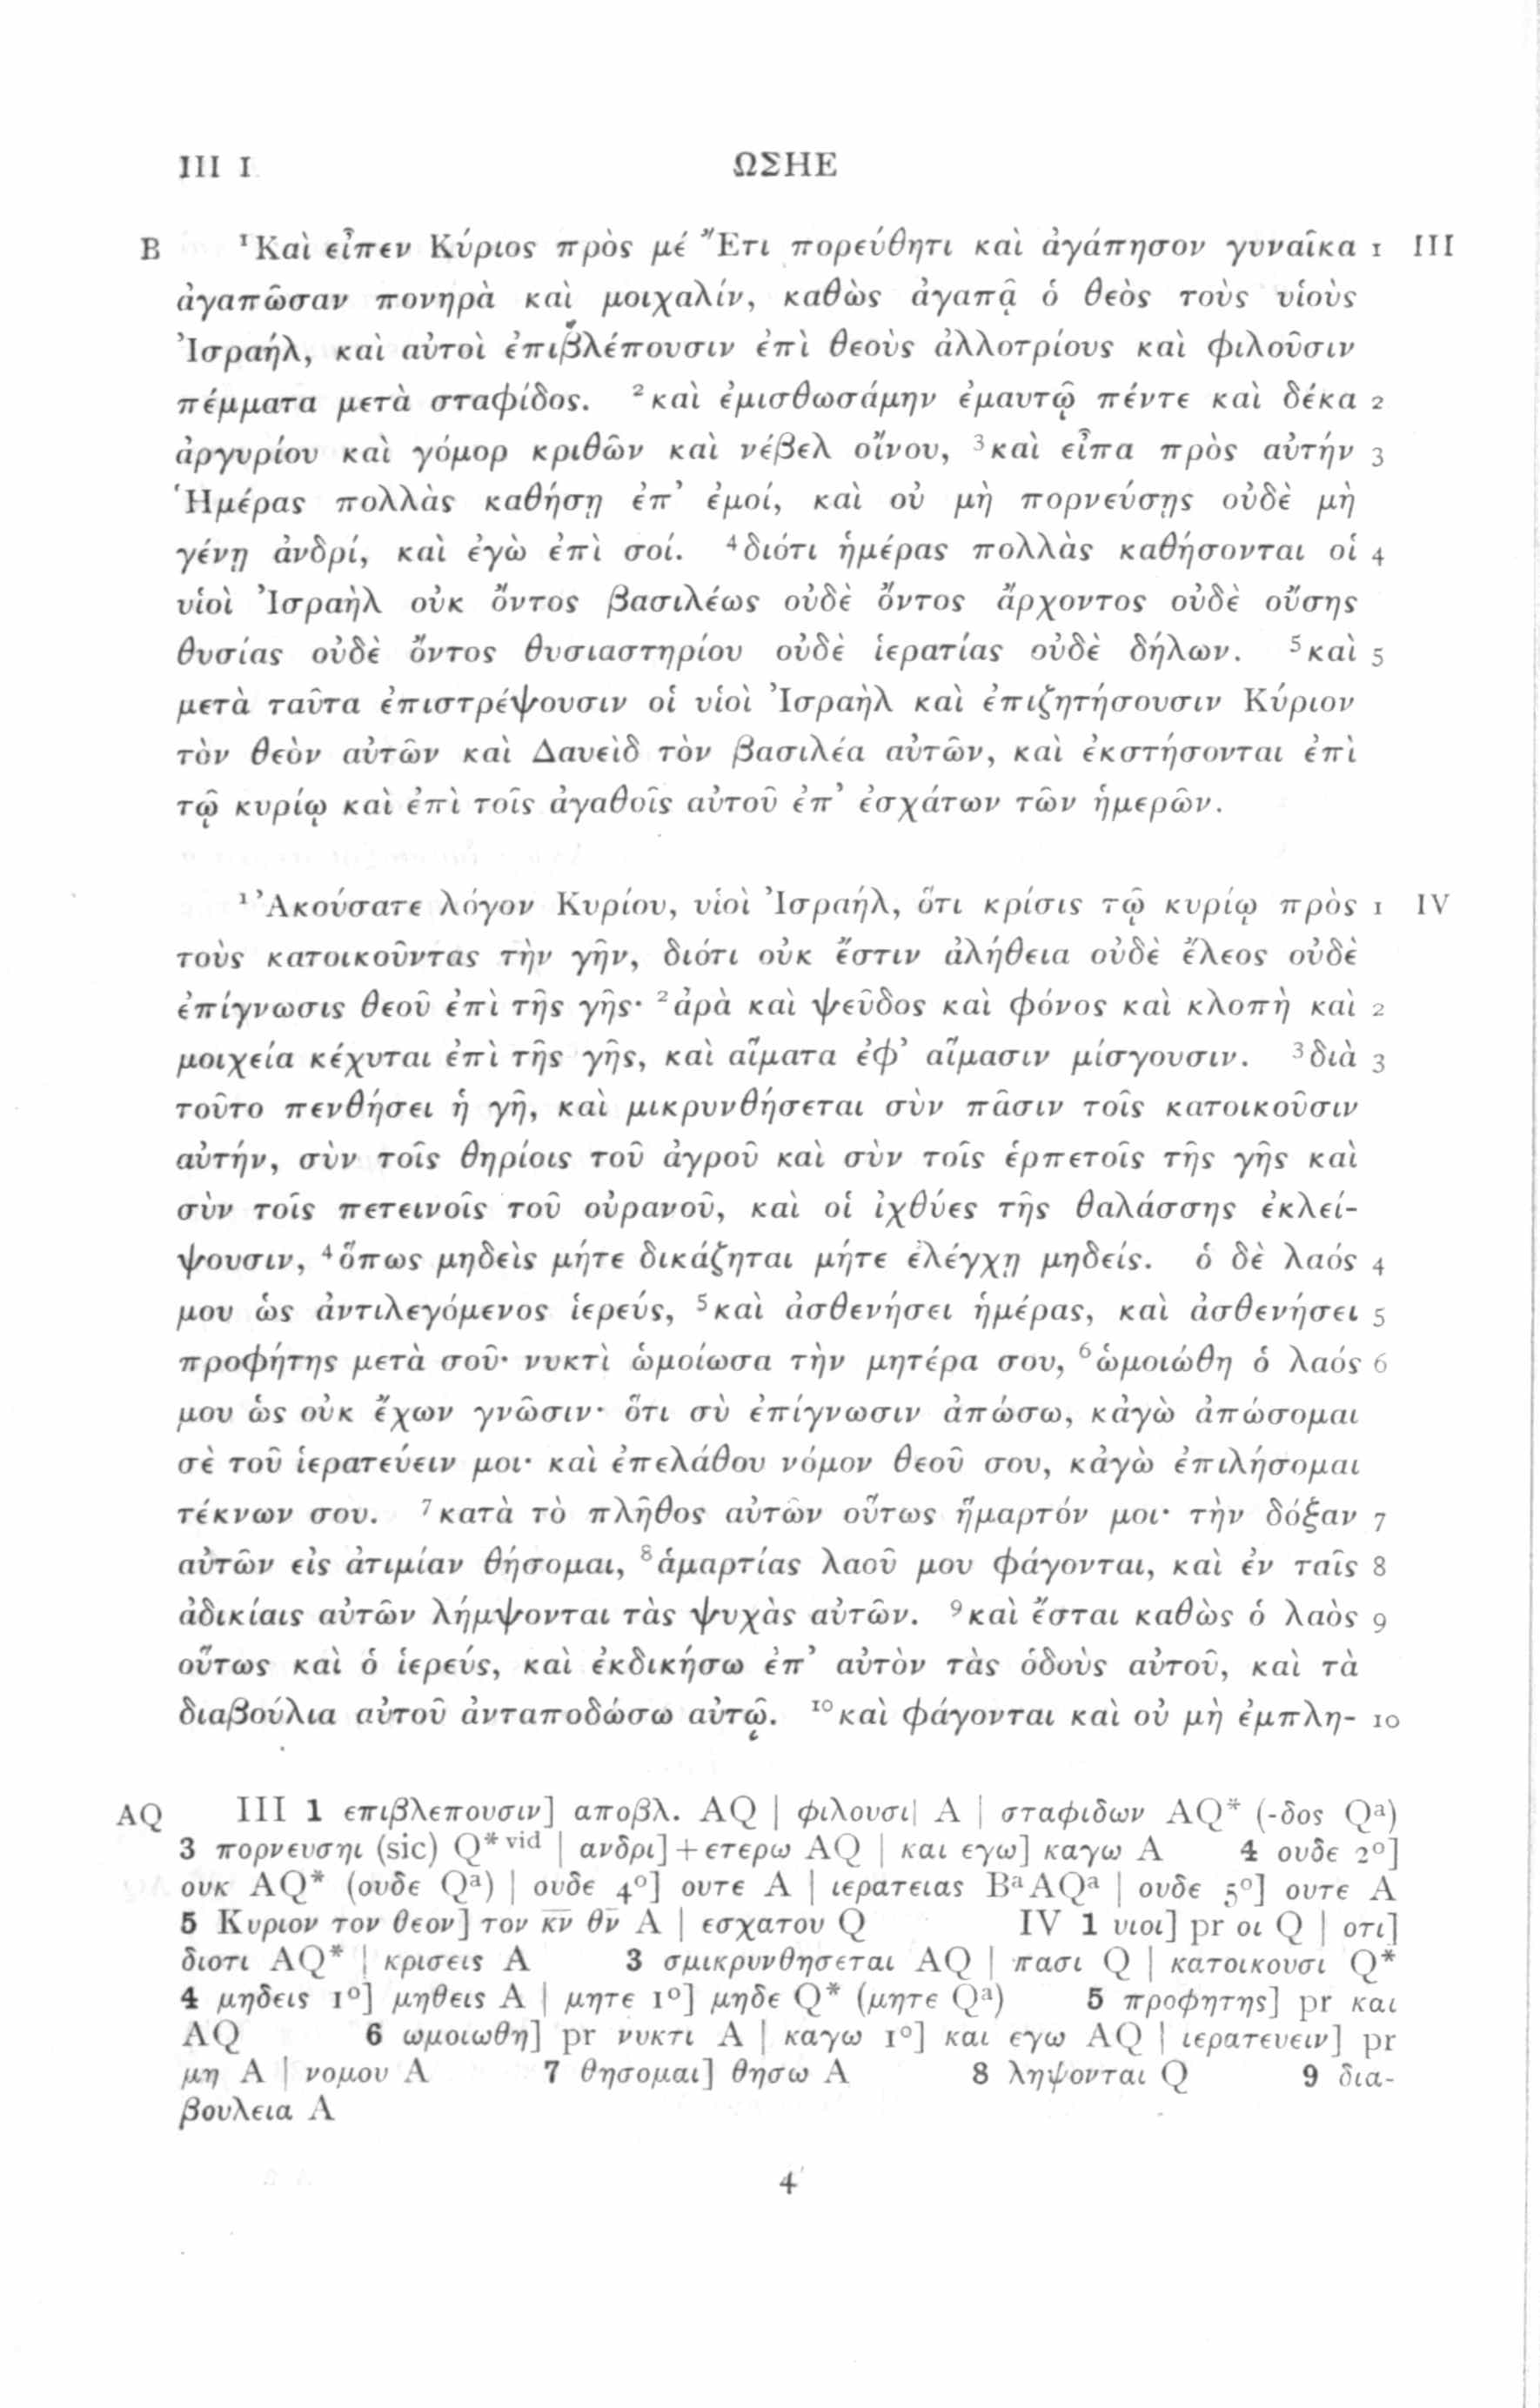 III 1 ΩΣΗΕ
B ¹Καὶ εἶπεν Κύριος πρὸς μέ Ἔτι πορεύθητι καὶ ἀγάπησον γυναῖκα 1 III
ἀγαπῶσαν πονηρὰ καὶ μοιχαλίν, καθὼς ἀγαπᾷ ὁ θεὸς τοὺς υἱοὺς
Ἰσραήλ, καὶ αὐτοὶ ἐπιβλέπουσιν ἐπὶ θεοὺς ἀλλοτρίους καὶ φιλοῦσιν
πέμματα μετὰ σταφίδος. ²καὶ ἐμισθωσάμην ἐμαυτῷ πέντε καὶ δέκα 2
ἀργυρίου καὶ γόμορ κριθῶν καὶ νέβελ οἴνου, ³καὶ εἶπα πρὸς αὐτήν 3
Ἡμέρας πολλὰς καθήσῃ ἐπ’ ἐμοί, καὶ οὐ μὴ πορνεύσῃς οὐδὲ μὴ
γένῃ ἀνδρί, καὶ ἐγὼ ἐπὶ σοί. ⁴διότι ἡμέρας πολλὰς καθήσονται οἱ 4
υἱοὶ Ἰσραὴλ οὐκ ὄντος βασιλέως οὐδὲ ὄντος ἄρχοντος οὐδὲ οὔσης
θυσίας οὐδὲ ὄντος θυσιαστηρίου οὐδὲ ἱερατίας οὐδὲ δήλων. ⁵καὶ 5
μετὰ ταῦτα ἐπιστρέψουσιν οἱ υἱοὶ Ἰσραὴλ καὶ ἐπιζητήσουσιν Κύριον
τὸν θεὸν αὐτῶν καὶ Δαυεὶδ τὸν βασιλέα αὐτῶν, καὶ ἐκστήσονται ἐπὶ
τῷ κυρίῳ καὶ ἐπὶ τοῖς ἀγαθοῖς αὐτοῦ ἐπ’ ἐσχάτων τῶν ἡμερῶν.
¹Ἀκούσατε λόγον Κυρίου, υἱοὶ Ἰσραήλ, ὅτι κρίσις τῷ κυρίῳ πρὸς 1 IV
τοὺς κατοικοῦντας τὴν γῆν, διότι οὐκ ἔστιν ἀλήθεια οὐδὲ ἔλεος οὐδὲ
ἐπίγνωσις θεοῦ ἐπὶ τῆς γῆς· ²ἀρὰ καὶ ψεῦδος καὶ φόνος καὶ κλοπὴ καὶ 2
μοιχεία κέχυται ἐπὶ τῆς γῆς, καὶ αἵματα ἐφ’ αἵμασιν μίσγουσιν. ³διὰ 3
τοῦτο πενθήσει ἡ γῆ, καὶ μικρυνθήσεται σὺν πᾶσιν τοῖς κατοικοῦσιν
αὐτήν, σὺν τοῖς θηρίοις τοῦ ἀγροῦ καὶ σὺν τοῖς ἑρπετοῖς τῆς γῆς καὶ
σὺν τοῖς πετεινοῖς τοῦ οὐρανοῦ, καὶ οἱ ἰχθύες τῆς θαλάσσης ἐκλεί-
ψουσιν, ⁴ὅπως μηδεὶς μήτε δικάζηται μήτε ἐλέγχῃ μηδείς. ὁ δὲ λαός 4
μου ὡς ἀντιλεγόμενος ἱερεύς, ⁵καὶ ἀσθενήσει ἡμέρας, καὶ ἀσθενήσει 5
προφήτης μετὰ σοῦ· νυκτὶ ὡμοίωσα τὴν μητέρα σου, ⁶ὡμοιώθη ὁ λαός 6
μου ὡς οὐκ ἔχων γνῶσιν· ὅτι σὺ ἐπίγνωσιν ἀπώσω, κἀγὼ ἀπώσομαι
σὲ τοῦ ἱερατεύειν μοι· καὶ ἐπελάθου νόμον θεοῦ σου, κἀγὼ ἐπιλήσομαι
τέκνων σου. ⁷κατὰ τὸ πλῆθος αὐτῶν οὕτως ἥμαρτόν μοι· τὴν δόξαν 7
αὐτῶν εἰς ἀτιμίαν θήσομαι, ⁸ἁμαρτίας λαοῦ μου φάγονται, καὶ ἐν ταῖς 8
ἀδικίαις αὐτῶν λήμψονται τὰς ψυχὰς αὐτῶν. ⁹καὶ ἔσται καθὼς ὁ λαὸς 9
οὕτως καὶ ὁ ἱερεύς, καὶ ἐκδικήσω ἐπ’ αὐτὸν τὰς ὁδοὺς αὐτοῦ, καὶ τὰ
διαβούλια αὐτοῦ ἀνταποδώσω αὐτῷ. ¹⁰καὶ φάγονται καὶ οὐ μὴ ἐμπλη- 10
AQ III 1 επιβλεπουσιν] αποβλ. AQ | φιλουσι| A | σταφιδων AQ* (-δος Qᵃ)
3 πορνευσηι (sic) Q* ᵛⁱᵈ | ανδρι] + ετερω AQ | και εγω] καγω A 4 ουδε 2°]
ουκ AQ* (ουδε Qᵃ) | ουδε 4°] ουτε A | ιερατειας BᵃAQᵃ | ουδε 5°] ουτε A
5 Κυριον τον θεον] τον κ̅ν̅ θ̅ν̅ A | εσχατου Q IV 1 υιοι] pr οι Q | οτι]
διοτι AQ* | κρισεις A 3 σμικρυνθησεται AQ | πασι Q | κατοικουσι Q*
4 μηδεις 1°] μηθεις A | μητε 1°] μηδε Q* (μητε Qᵃ) 5 προφητης] pr και
AQ 6 ωμοιωθη] pr νυκτι A | καγω 1°] και εγω AQ | ιερατευειν] pr
μη A | νομου A 7 θησομαι] θησω A 8 ληψονται Q 9 δια-
βουλεια A
4